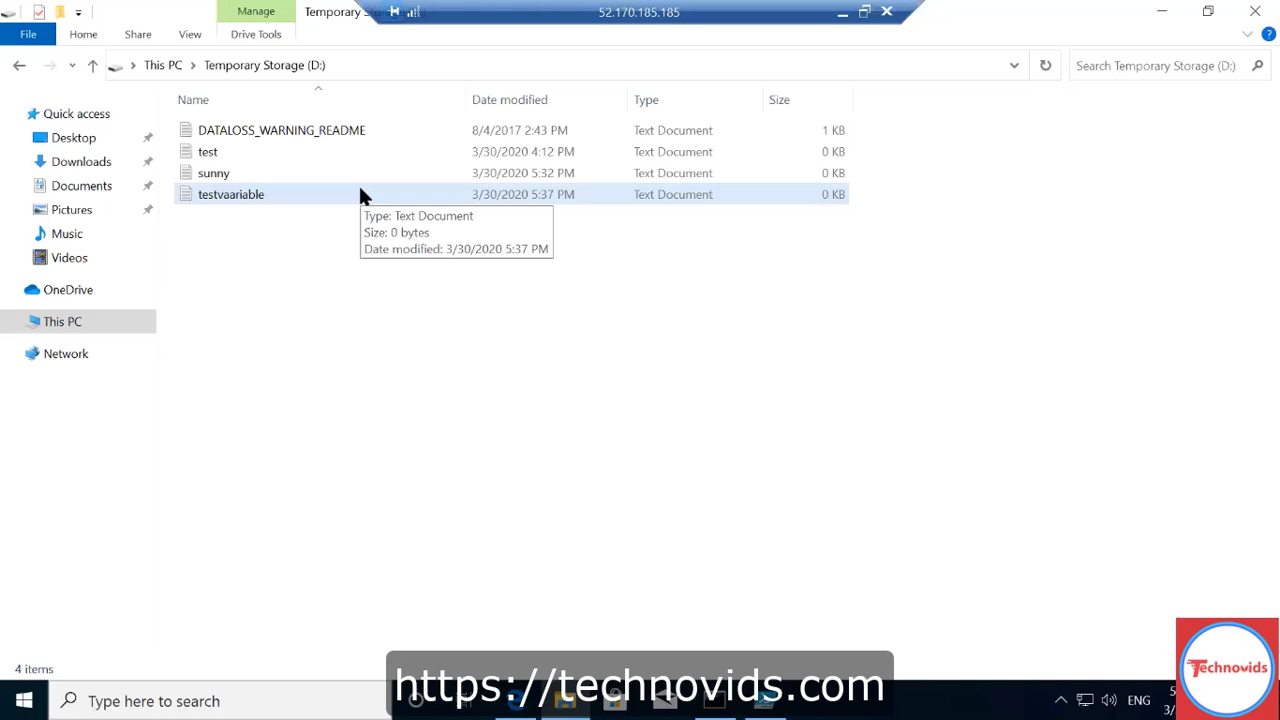 Manage
Temporary S
52.170.185.185
File
Home
Share
View
Drive Tools
This PC
Temporary Storage (D:)
Search Temporary Storage (D:)
Name
Date modified
Type
Size
Quick access
Desktop
Downloads
Documents
Pictures
Music
Videos
OneDrive
This PC
Network
DATALOSS_WARNING_README 8/4/2017 2:43 PM Text Document 1 KB
test 3/30/2020 4:12 PM Text Document 0 KB
sunny 3/30/2020 5:32 PM Text Document 0 KB
testvaariable 3/30/2020 5:37 PM Text Document 0 KB
Type: Text Document
Size: 0 bytes
Date modified: 3/30/2020 5:37 PM
4 items
https://technovids.com
Technovids
Type here to search
ENG